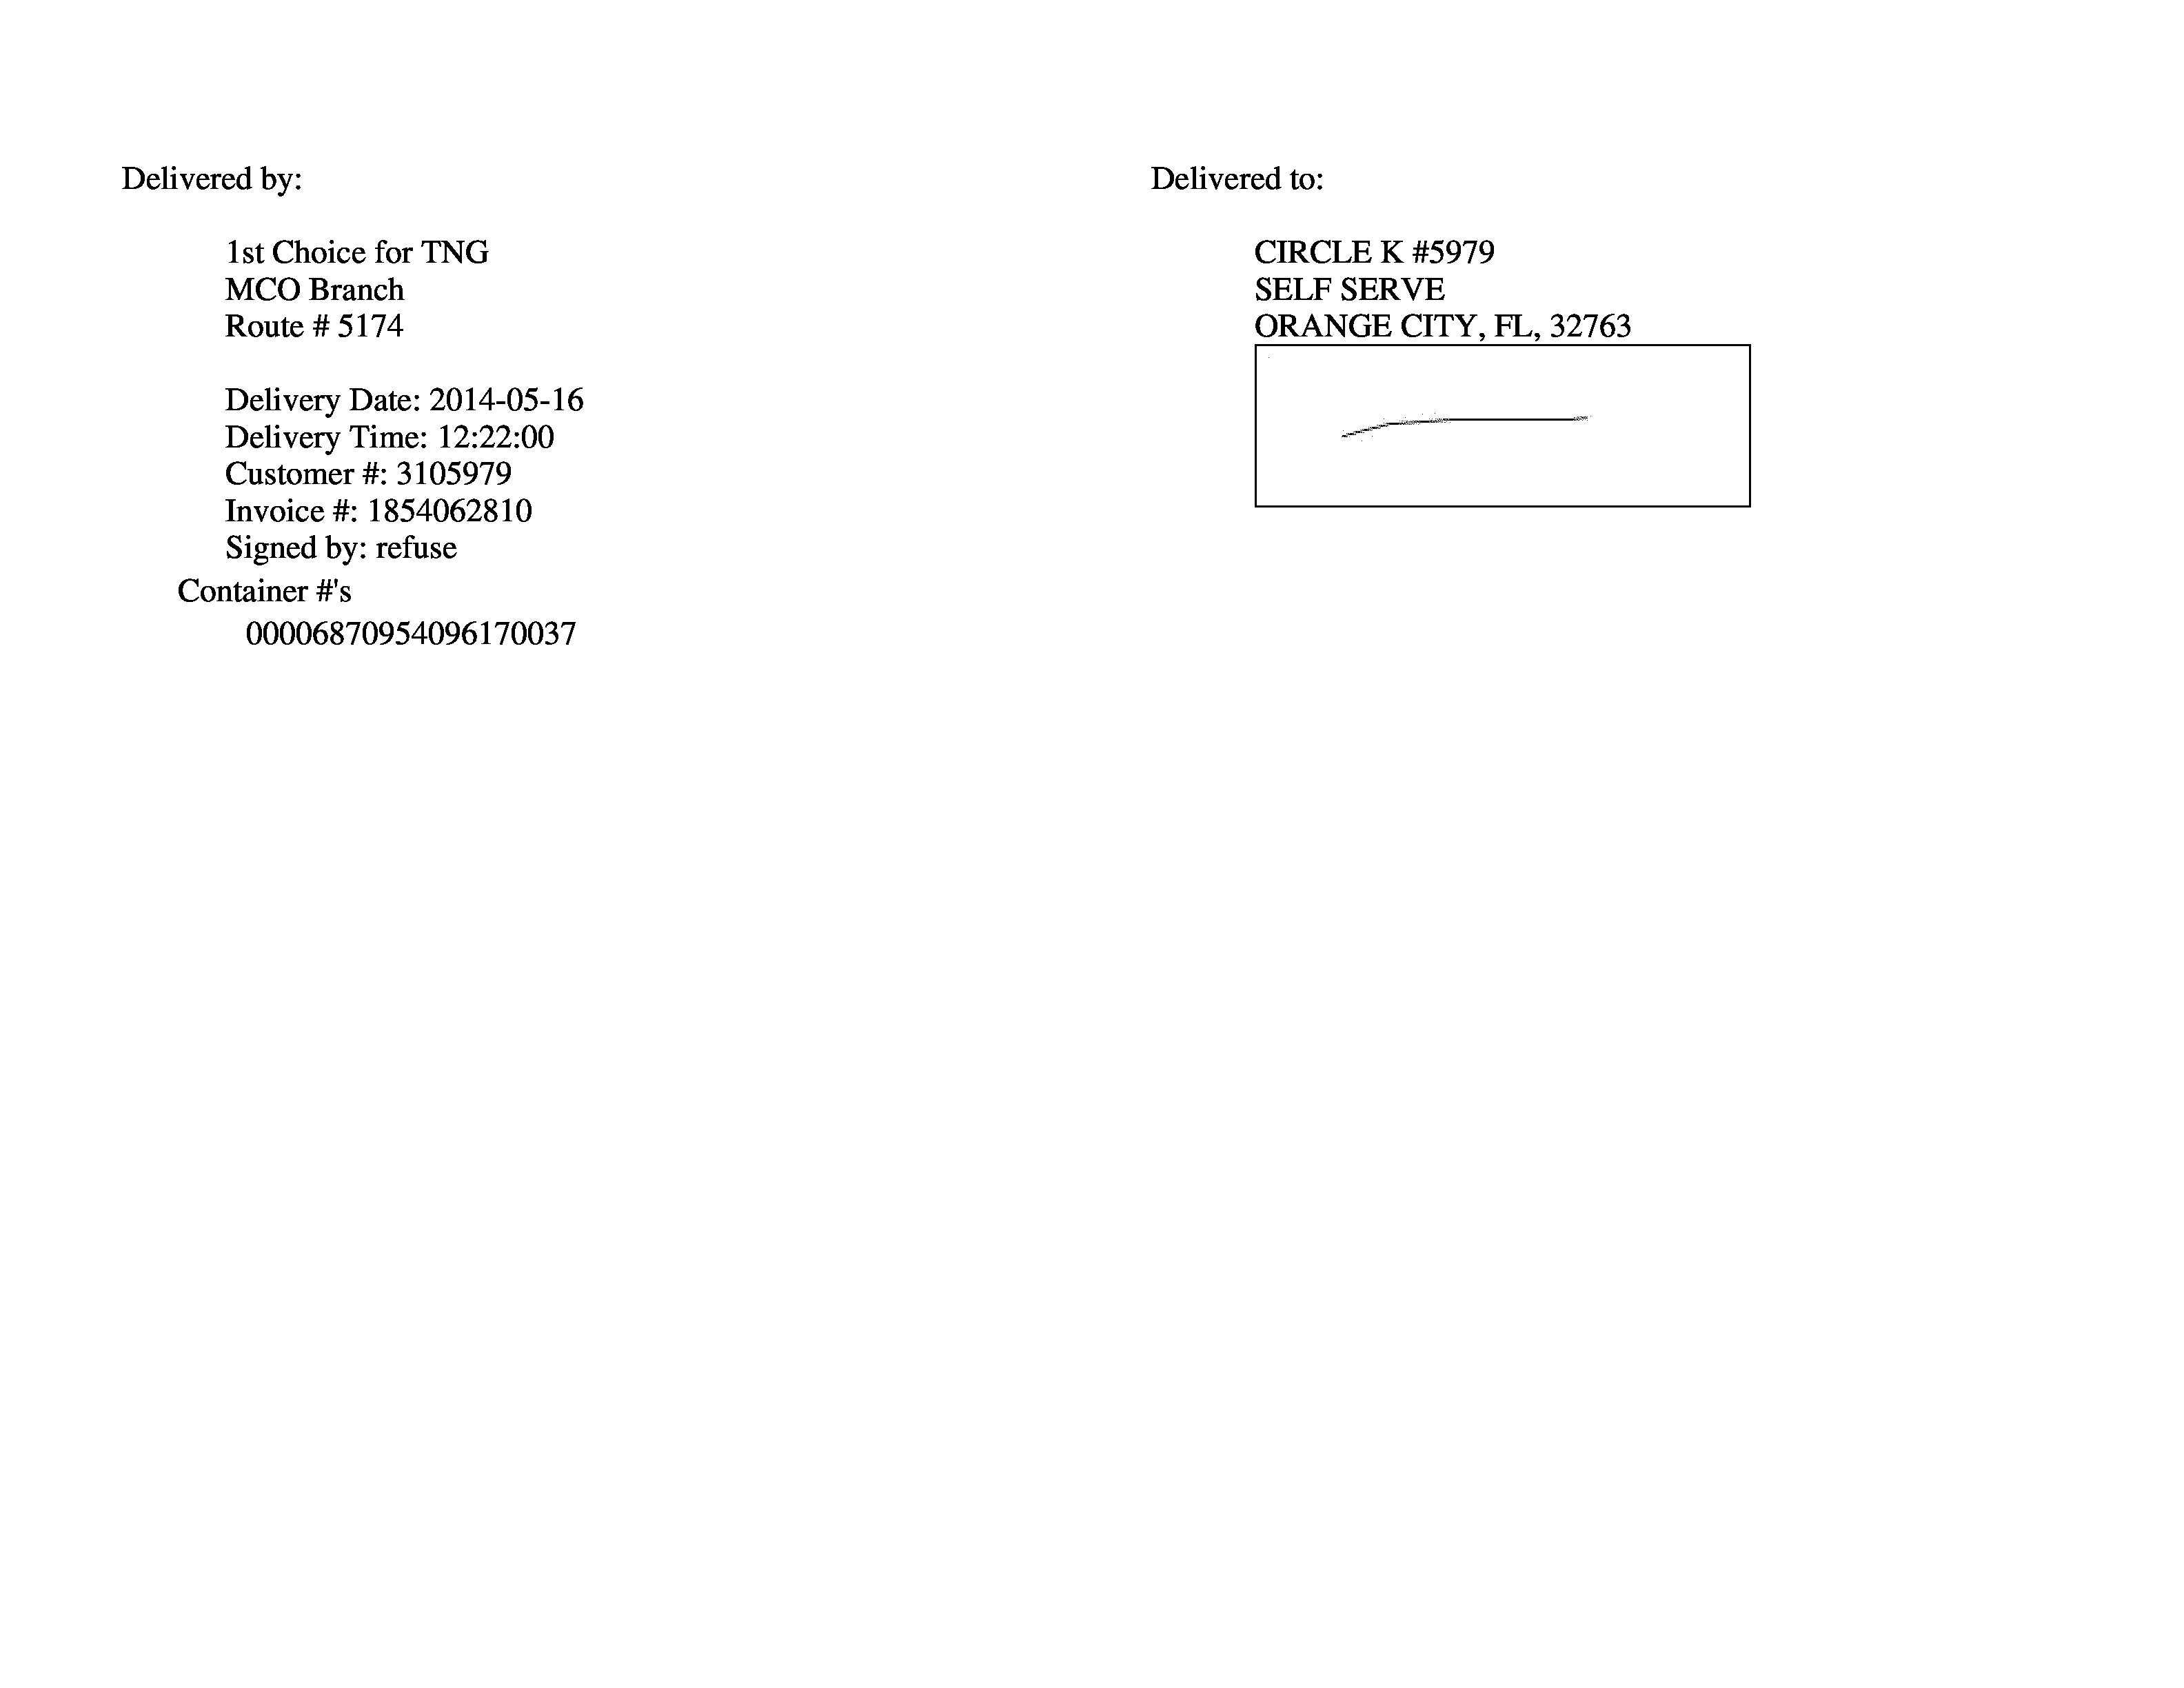 Delivered by:
1st Choice for TNG
MCO Branch
Route # 5174
Delivery Date: 2014-05-16
Delivery Time: 12:22:00
Customer #: 3105979
Invoice #: 1854062810
Signed by: refuse
Container #'s
00006870954096170037
Delivered to:
CIRCLE K #5979
SELF SERVE
ORANGE CITY, FL, 32763